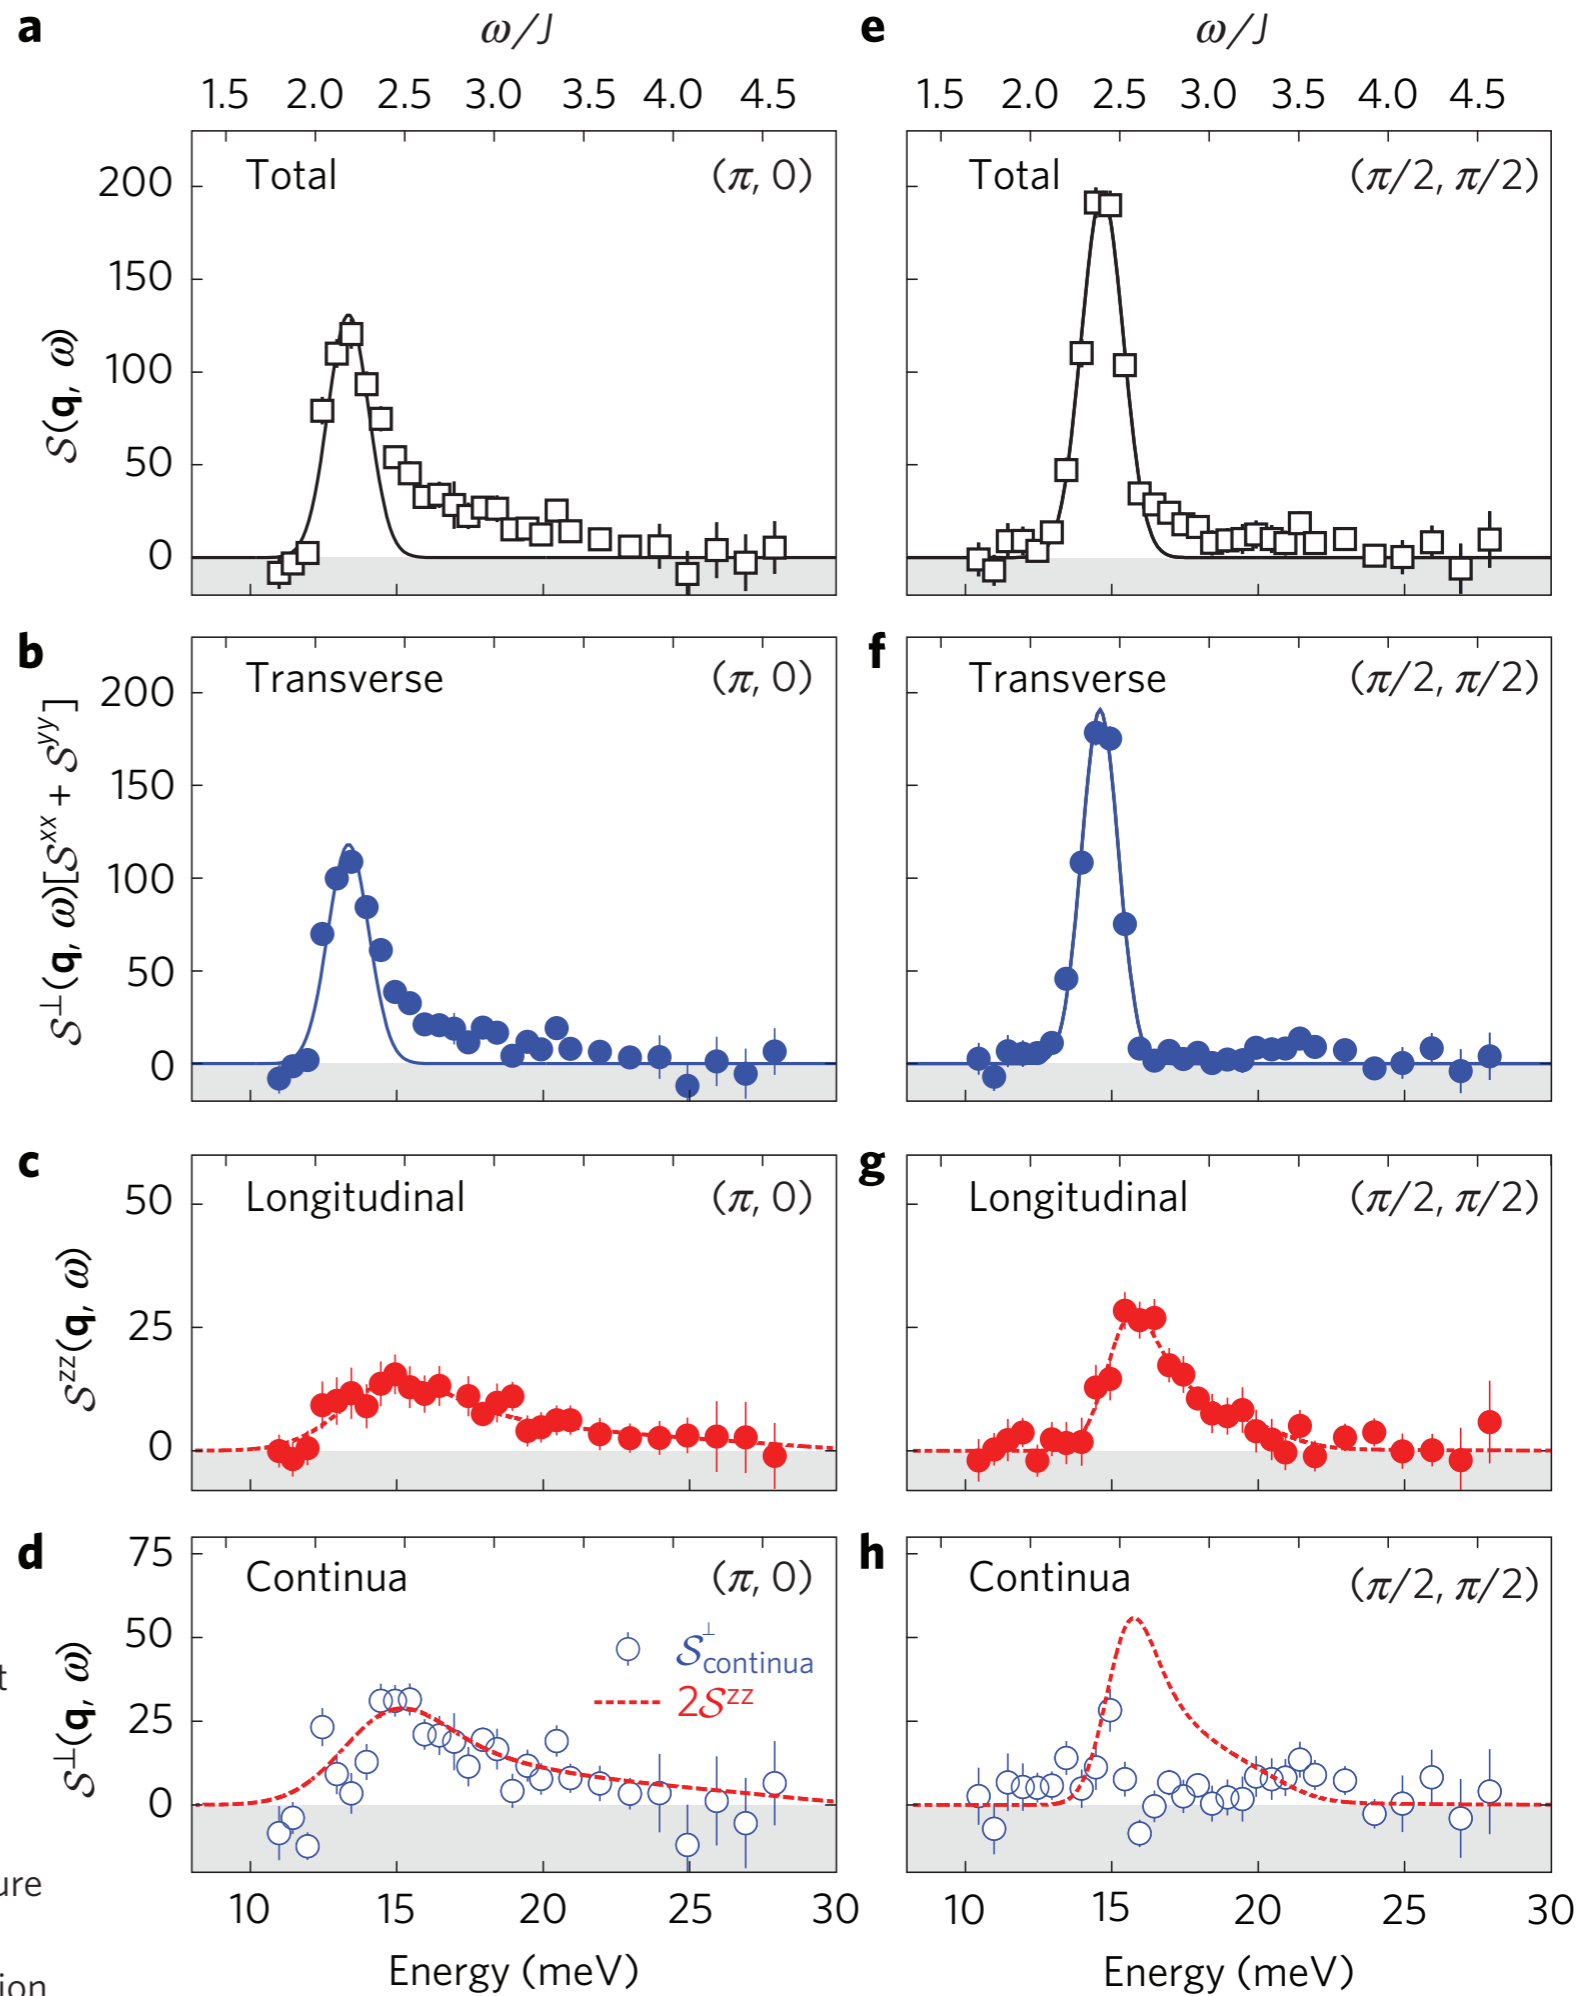 a
ω/J
1.5 2.0 2.5 3.0 3.5 4.0 4.5
Total
(π, 0)
200
150
100
50
0
S(q, ω)
b
Transverse
(π, 0)
200
150
100
50
0
S⊥(q, ω)[Sxx + Syy]
c
Longitudinal
(π, 0)
50
25
0
Szz(q, ω)
d
Continua
(π, 0)
S⊥continua
2Szz
75
50
25
0
S⊥(q, ω)
10 15 20 25 30
Energy (meV)
e
ω/J
1.5 2.0 2.5 3.0 3.5 4.0 4.5
Total
(π/2, π/2)
f
Transverse
(π/2, π/2)
g
Longitudinal
(π/2, π/2)
h
Continua
(π/2, π/2)
10 15 20 25 30
Energy (meV)
t
ure
ion